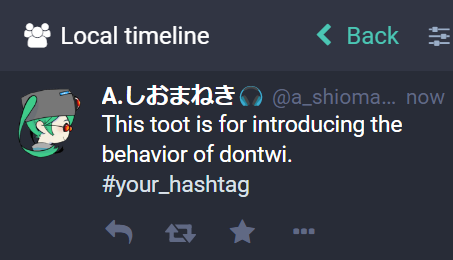 Local timeline
Back
A.しおまねき🎧 @a_shioma... now
This toot is for introducing the
behavior of dontwi.
#your_hashtag